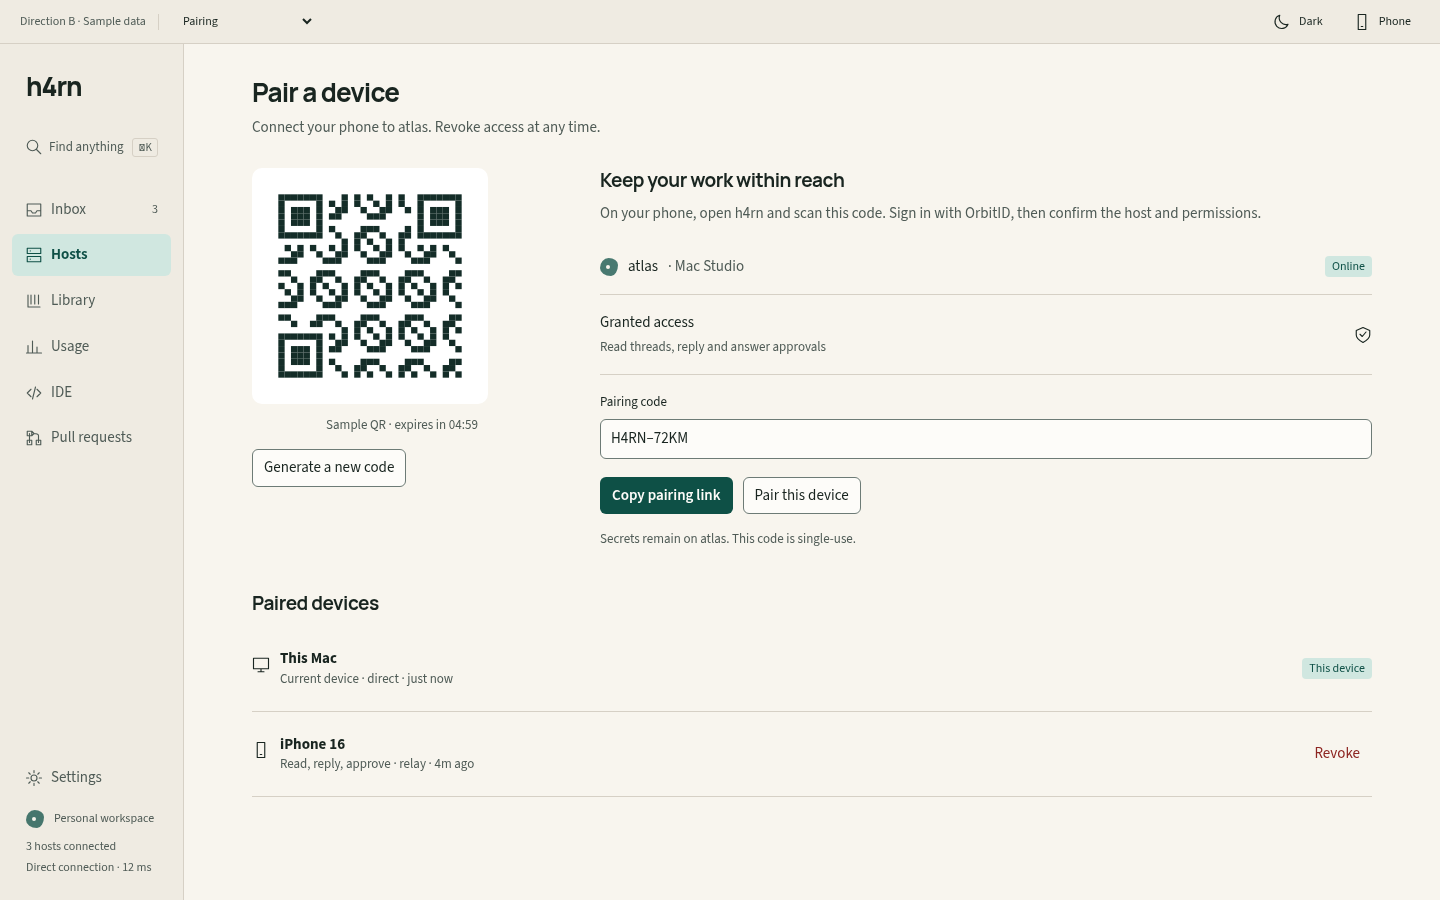 Direction B · Sample data
Pairing
Dark
Phone
h4rn
Find anything
K
Inbox
3
Hosts
Library
Usage
IDE
Pull requests
Settings
Personal workspace
3 hosts connected
Direct connection · 12 ms
Pair a device
Connect your phone to atlas. Revoke access at any time.
Sample QR · expires in 04:59
Generate a new code
Keep your work within reach
On your phone, open h4rn and scan this code. Sign in with OrbitID, then confirm the host and permissions.
atlas · Mac Studio
Online
Granted access
Read threads, reply and answer approvals
Pairing code
H4RN–72KM
Copy pairing link
Pair this device
Secrets remain on atlas. This code is single-use.
Paired devices
This Mac
Current device · direct · just now
This device
iPhone 16
Read, reply, approve · relay · 4m ago
Revoke